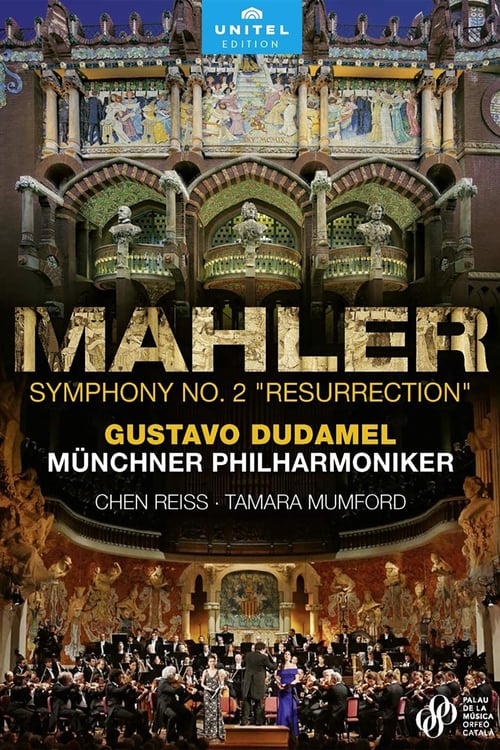 UNITEL
EDITION
MAHLER
SYMPHONY NO. 2 "RESURRECTION"
GUSTAVO DUDAMEL
MÜNCHNER PHILHARMONIKER
CHEN REISS · TAMARA MUMFORD
PALAU
DE LA
MÚSICA
ORFEÓ
CATALÀ